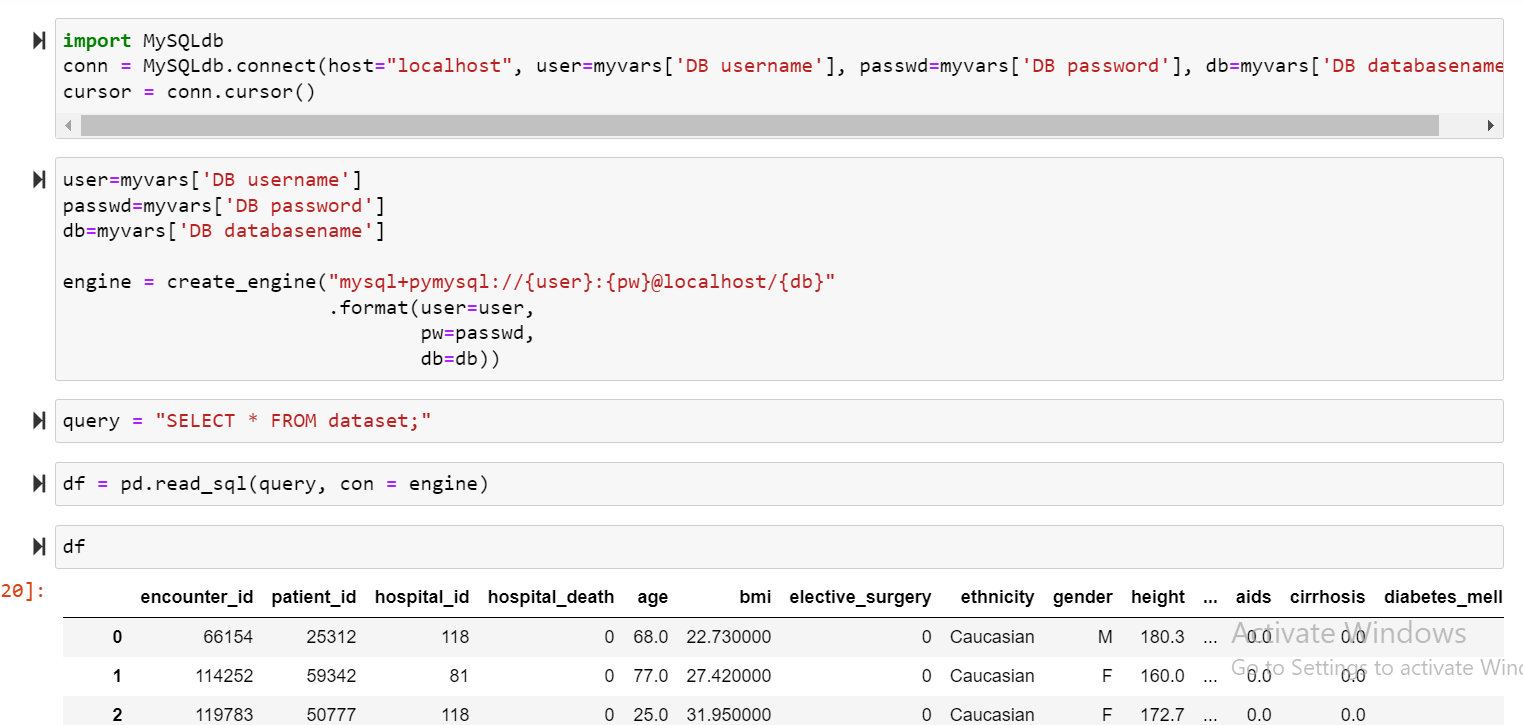 import MySQLdb
conn = MySQLdb.connect(host="localhost", user=myvars['DB username'], passwd=myvars['DB password'], db=myvars['DB databasename
cursor = conn.cursor()
user=myvars['DB username']
passwd=myvars['DB password']
db=myvars['DB databasename']
engine = create_engine("mysql+pymysql://{user}:{pw}@localhost/{db}"
.format(user=user,
pw=passwd,
db=db))
query = "SELECT * FROM dataset;"
df = pd.read_sql(query, con = engine)
df
20]:
encounter_id patient_id hospital_id hospital_death age bmi elective_surgery ethnicity gender height ... aids cirrhosis diabetes_mell
0 66154 25312 118 0 68.0 22.730000 0 Caucasian M 180.3 ... 0.0 0.0
1 114252 59342 81 0 77.0 27.420000 0 Caucasian F 160.0 ... 0.0 0.0
2 119783 50777 118 0 25.0 31.950000 0 Caucasian F 172.7 ... 0.0 0.0
Activate Windows
Go to Settings to activate Win